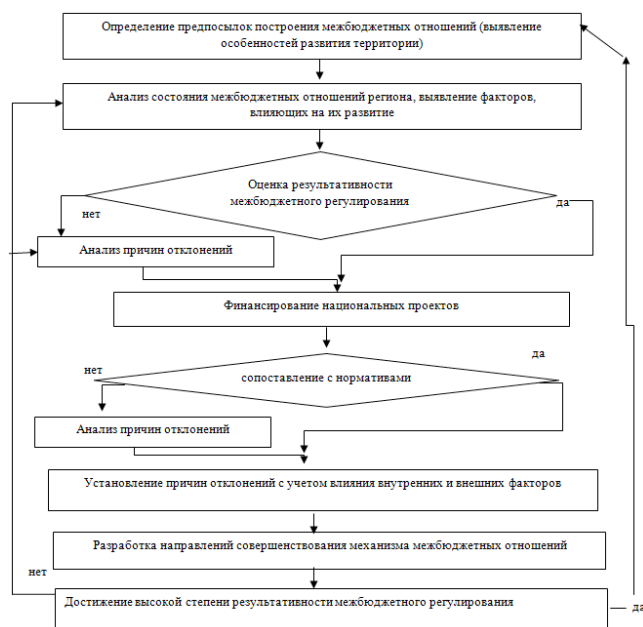 Определение предпосылок построения межбюджетных отношений (выявление
особенностей развития территории)
Анализ состояния межбюджетных отношений региона, выявление факторов,
влияющих на их развитие
Оценка результативности
межбюджетного регулирования
нет
да
Анализ причин отклонений
Финансирование национальных проектов
да
нет
сопоставление с нормативами
Анализ причин отклонений
Установление причин отклонений с учетом влияния внутренних и внешних факторов
Разработка направлений совершенствования механизма межбюджетных отношений
нет
Достижение высокой степени результативности межбюджетного регулирования
да